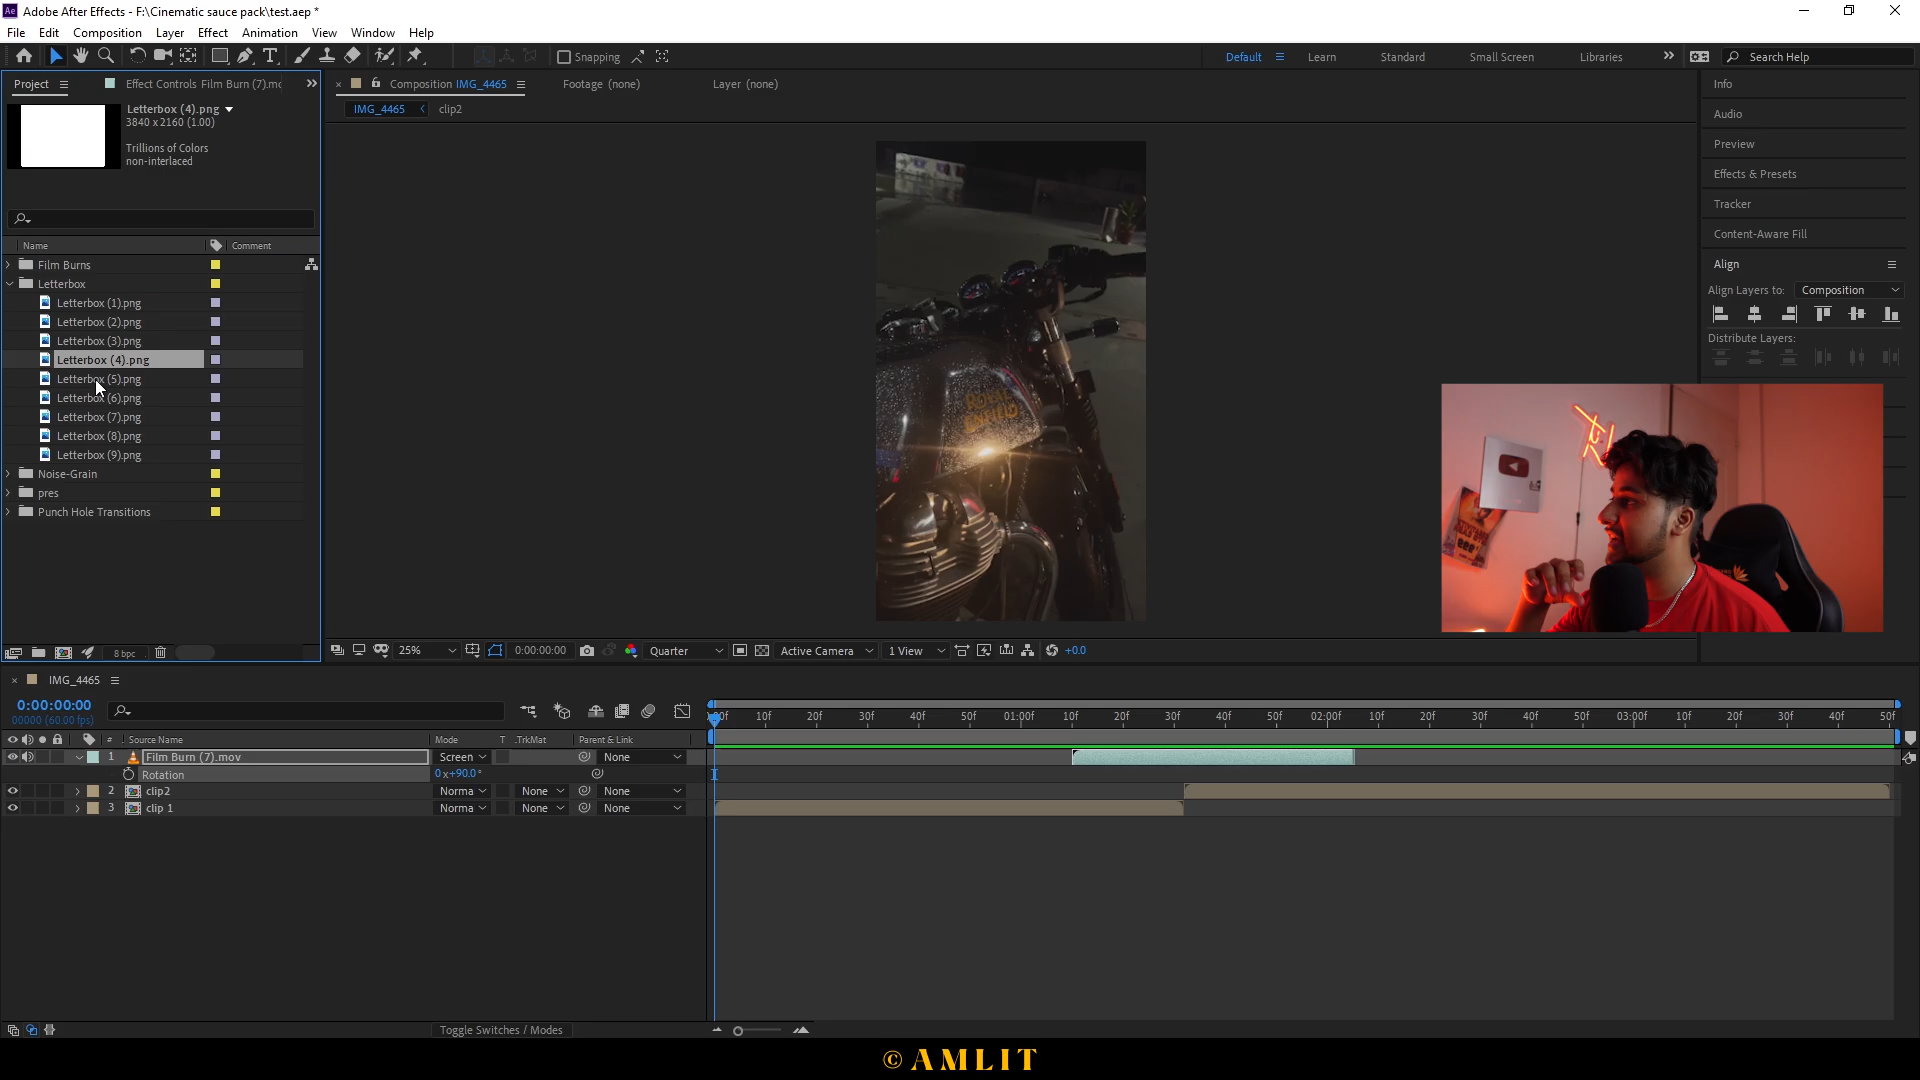 Adobe After Effects - F:\Cinematic sauce pack\test.aep *
File Edit Composition Layer Effect Animation View Window Help
Snapping
Default Learn Standard Small Screen Libraries Search Help
Project Effect Controls Film Burn (7).mo
Composition IMG_4465 Footage (none) Layer (none)
IMG_4465 clip2
Letterbox (4).png
3840 x 2160 (1.00)
Trillions of Colors
non-interlaced
Name Comment
Film Burns
Letterbox
Letterbox (1).png
Letterbox (2).png
Letterbox (3).png
Letterbox (4).png
Letterbox (5).png
Letterbox (6).png
Letterbox (7).png
Letterbox (8).png
Letterbox (9).png
Noise-Grain
pres
Punch Hole Transitions
8 bpc
ROYAL
ENFIELD
25% 0:00:00:00 Quarter Active Camera 1 View +0.0
Info
Audio
Preview
Effects & Presets
Tracker
Content-Aware Fill
Align
Align Layers to: Composition
Distribute Layers:
IMG_4465
0:00:00:00
00000 (60.00 fps)
# Source Name Mode T .TrkMat Parent & Link
1 Film Burn (7).mov Screen None
Rotation 0x+90.0°
2 clip2 Norma None None
3 clip 1 Norma None None
:00f 10f 20f 30f 40f 50f 01:00f 10f 20f 30f 40f 50f 02:00f 10f 20f 30f 40f 50f 03:00f 10f 20f 30f 40f 50f
Toggle Switches / Modes
© AMLIT